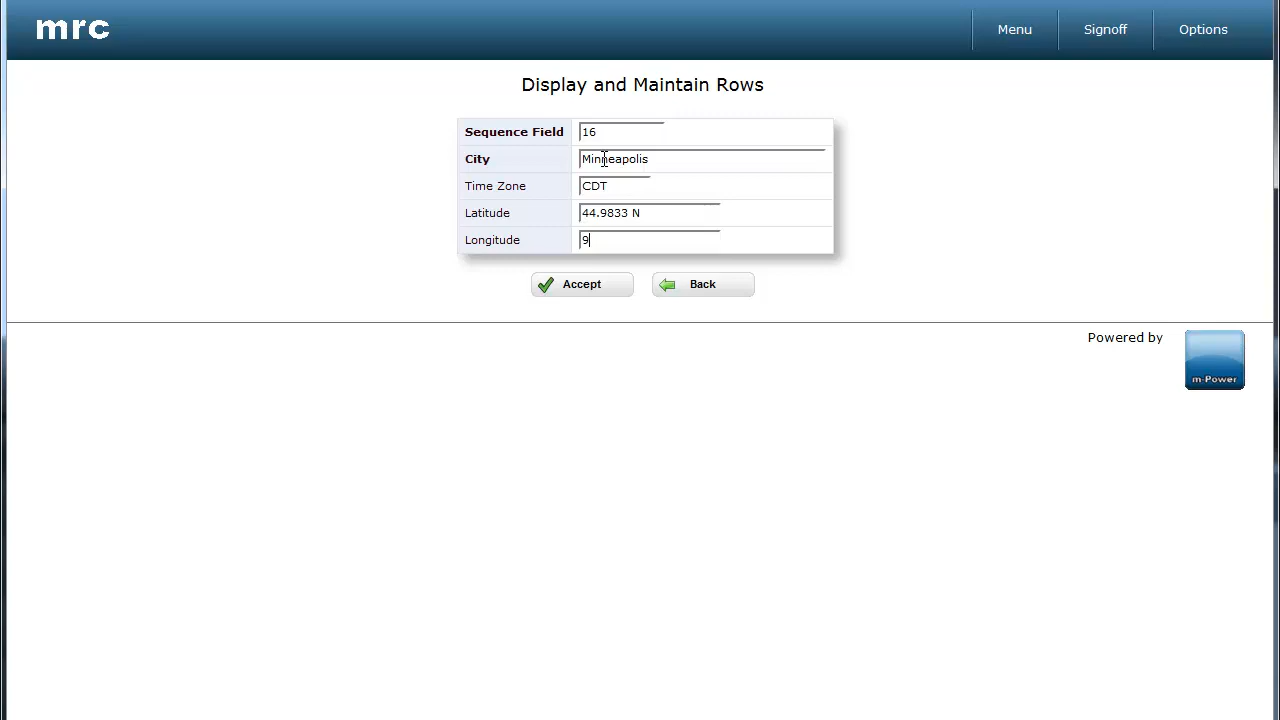 mrc
Menu
Signoff
Options
Display and Maintain Rows
Sequence Field 16
City Minneapolis
Time Zone CDT
Latitude 44.9833 N
Longitude 9
Accept
Back
Powered by
m-Power